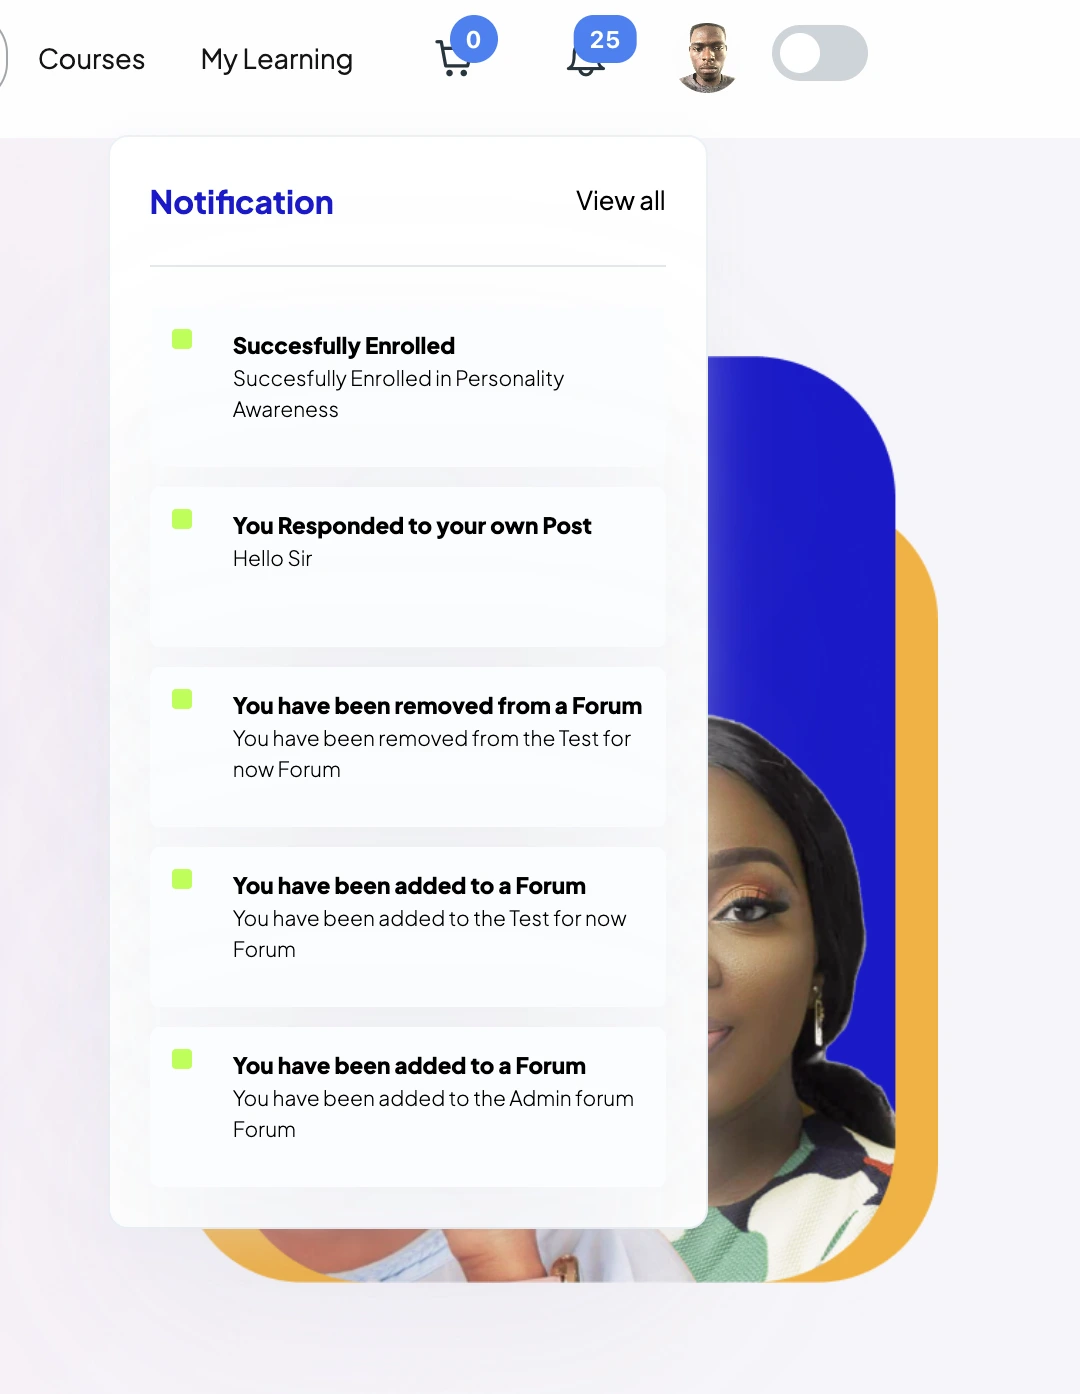 Courses My Learning 0 25
Notification View all
Succesfully Enrolled
Succesfully Enrolled in Personality
Awareness
You Responded to your own Post
Hello Sir
You have been removed from a Forum
You have been removed from the Test for
now Forum
You have been added to a Forum
You have been added to the Test for now
Forum
You have been added to a Forum
You have been added to the Admin forum
Forum